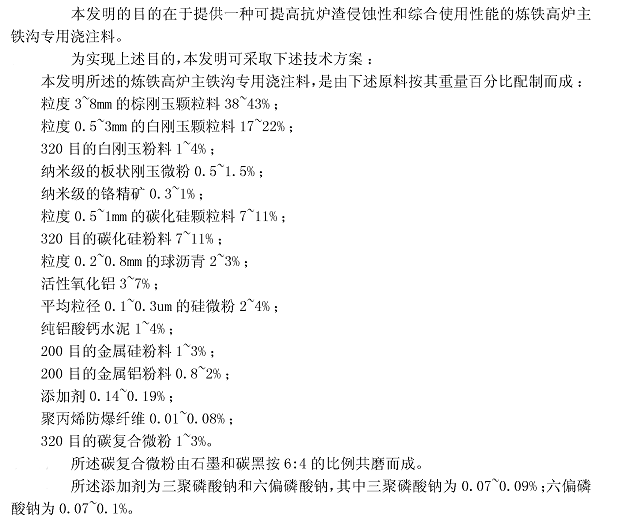 本发明的目的在于提供一种可提高抗炉渣侵蚀性和综合使用性能的炼铁高炉主
铁沟专用浇注料。
为实现上述目的,本发明可采取下述技术方案：
本发明所述的炼铁高炉主铁沟专用浇注料,是由下述原料按其重量百分比配制而成：
粒度 3~8mm 的棕刚玉颗粒料 38~43%；
粒度 0.5~3mm 的白刚玉颗粒料 17~22%；
320 目的白刚玉粉料 1~4%；
纳米级的板状刚玉微粉 0.5~1.5%；
纳米级的铬精矿 0.3~1%；
粒度 0.5~1mm 的碳化硅颗粒料 7~11%；
320 目的碳化硅粉料 7~11%；
粒度 0.2~0.8mm 的球沥青 2~3%；
活性氧化铝 3~7%；
平均粒径 0.1~0.3um 的硅微粉 2~4%；
纯铝酸钙水泥 1~4%；
200 目的金属硅粉料 1~3%；
200 目的金属铝粉料 0.8~2%；
添加剂 0.14~0.19%；
聚丙烯防爆纤维 0.01~0.08%；
320 目的碳复合微粉 1~3%。
所述碳复合微粉由石墨和碳黑按 6:4 的比例共磨而成。
所述添加剂为三聚磷酸钠和六偏磷酸钠,其中三聚磷酸钠为 0.07~0.09%;六偏磷
酸钠为 0.07~0.1%。